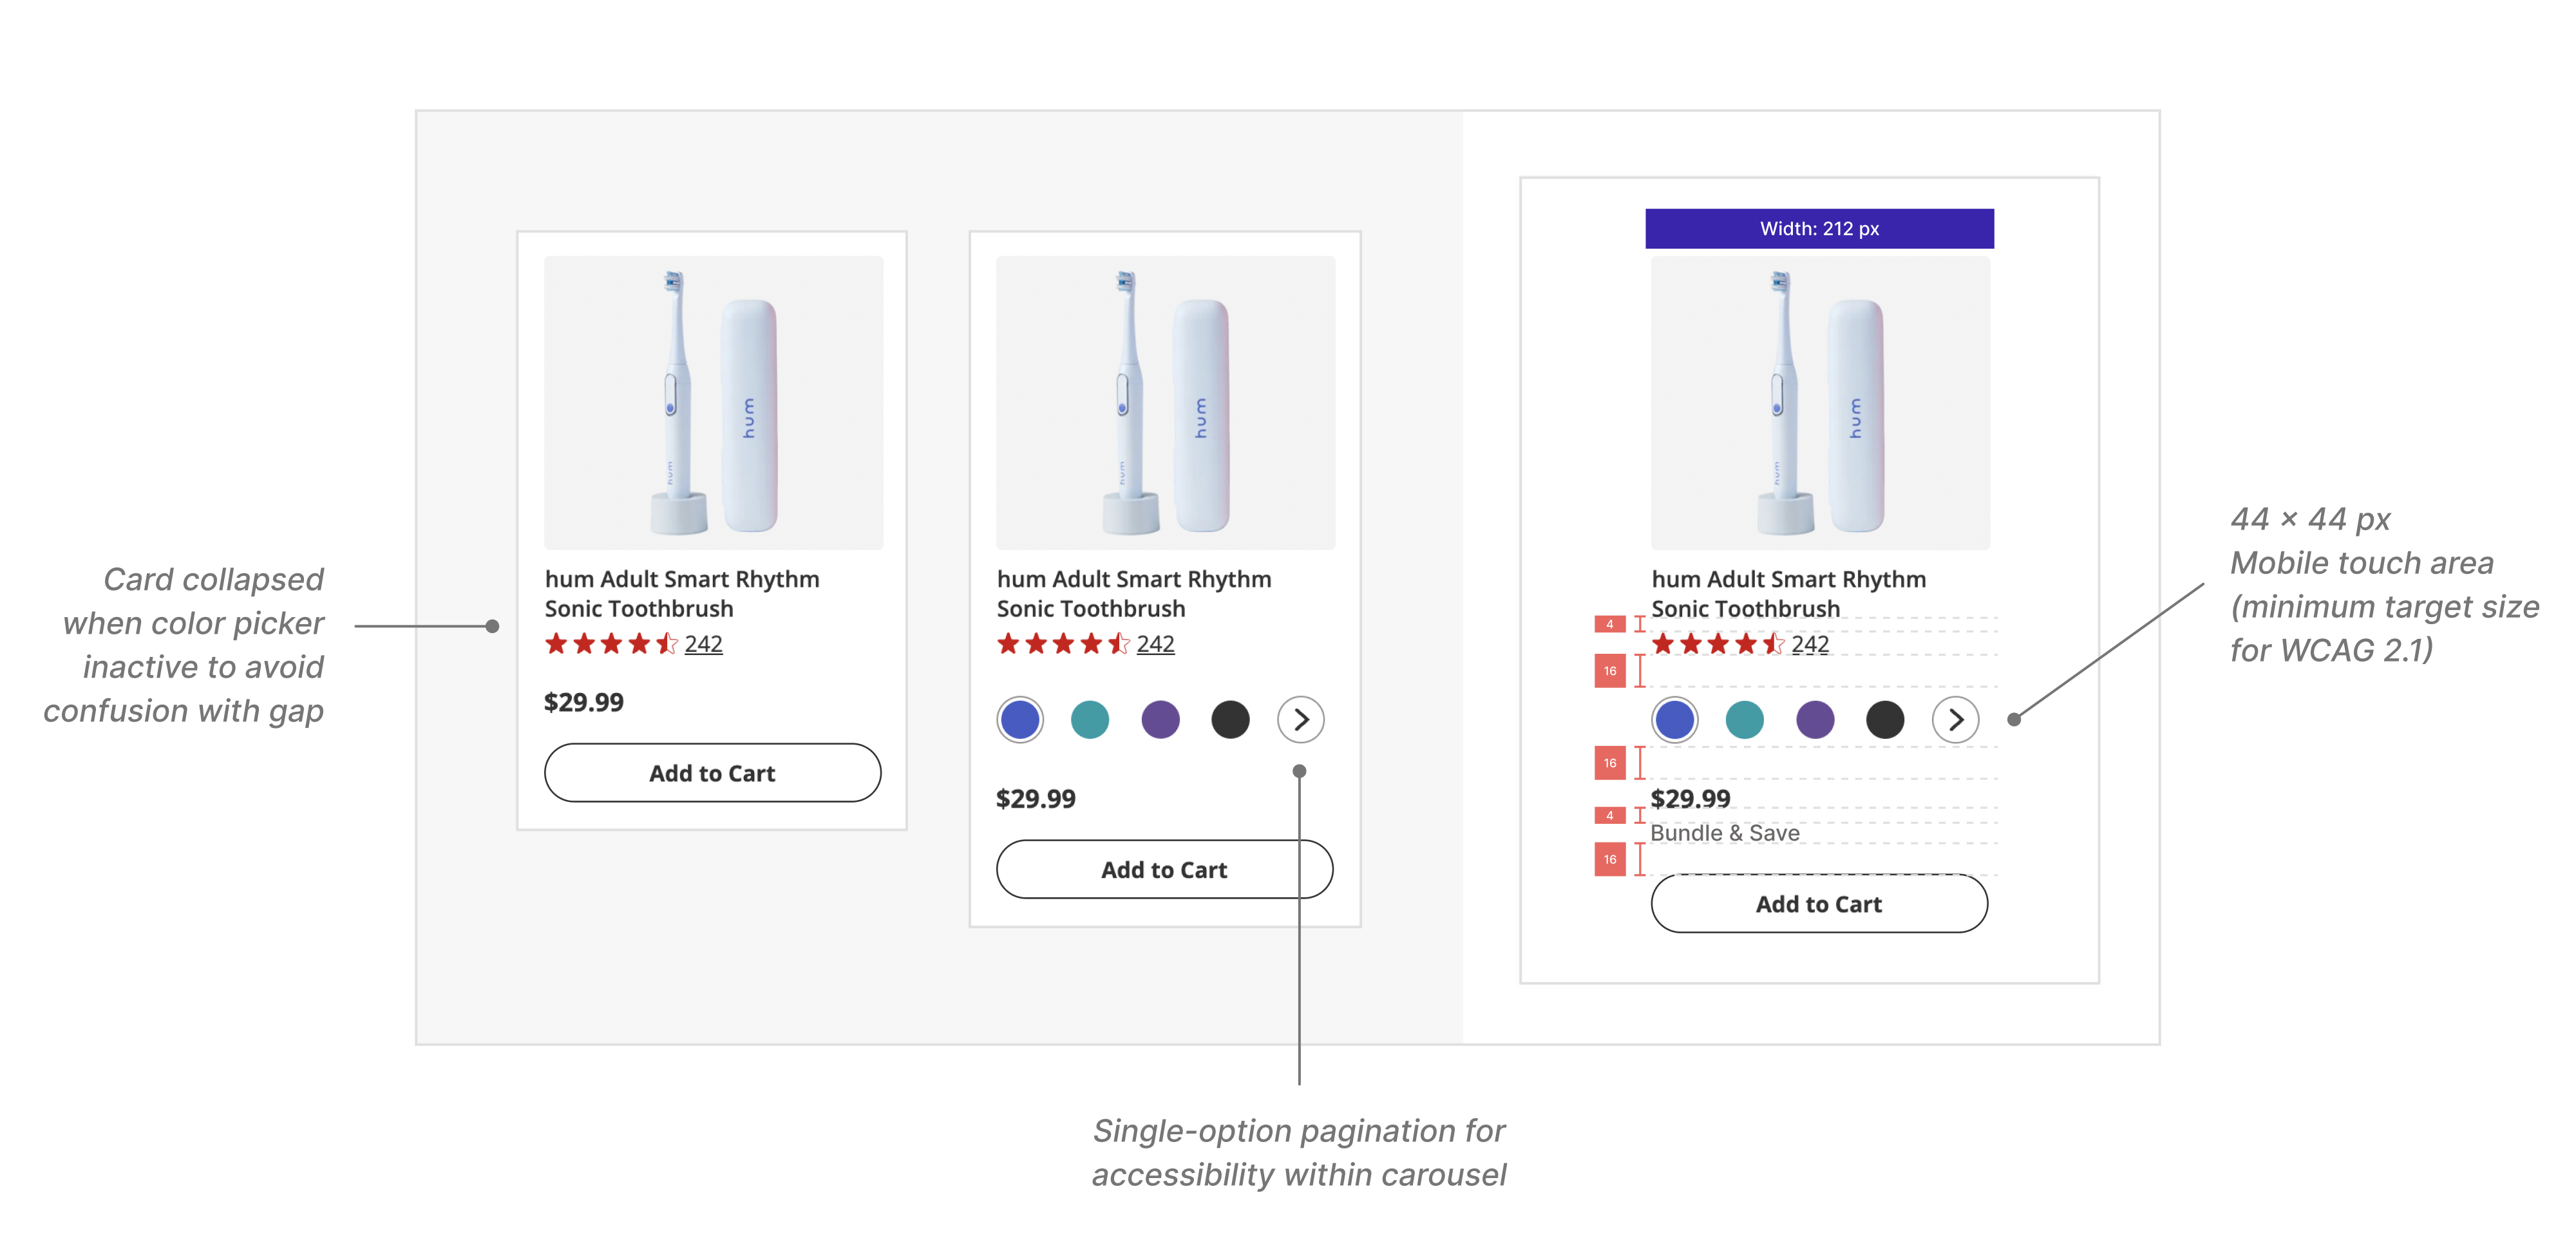 Card collapsed
when color picker
inactive to avoid
confusion with gap
hum
hum
hum Adult Smart Rhythm
Sonic Toothbrush
242
$29.99
Add to Cart
hum
hum
hum Adult Smart Rhythm
Sonic Toothbrush
242
$29.99
Add to Cart
Single-option pagination for
accessibility within carousel
Width: 212 px
hum
hum
hum Adult Smart Rhythm
Sonic Toothbrush
4
242
16
16
$29.99
4
Bundle & Save
16
Add to Cart
44 × 44 px
Mobile touch area
(minimum target size
for WCAG 2.1)